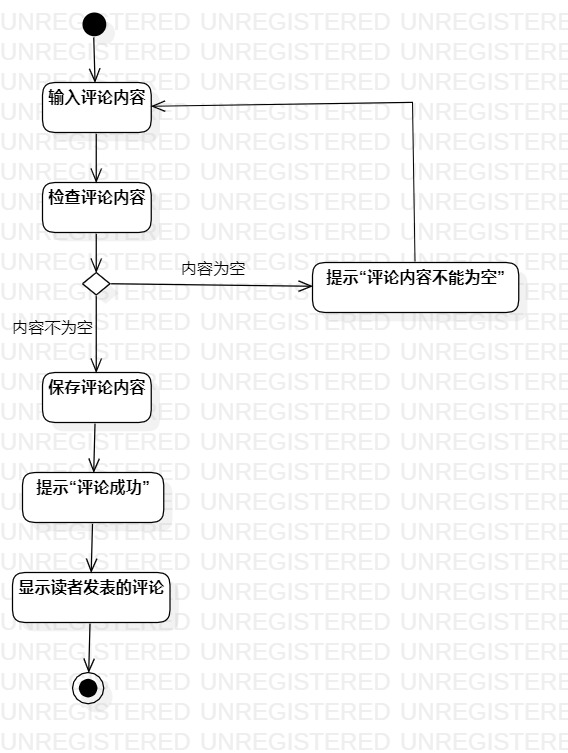 输入评论内容
检查评论内容
内容为空
提示“评论内容不能为空”
内容不为空
保存评论内容
提示“评论成功”
显示读者发表的评论
UNREGISTERED UNREGISTERED UNREGISTERED